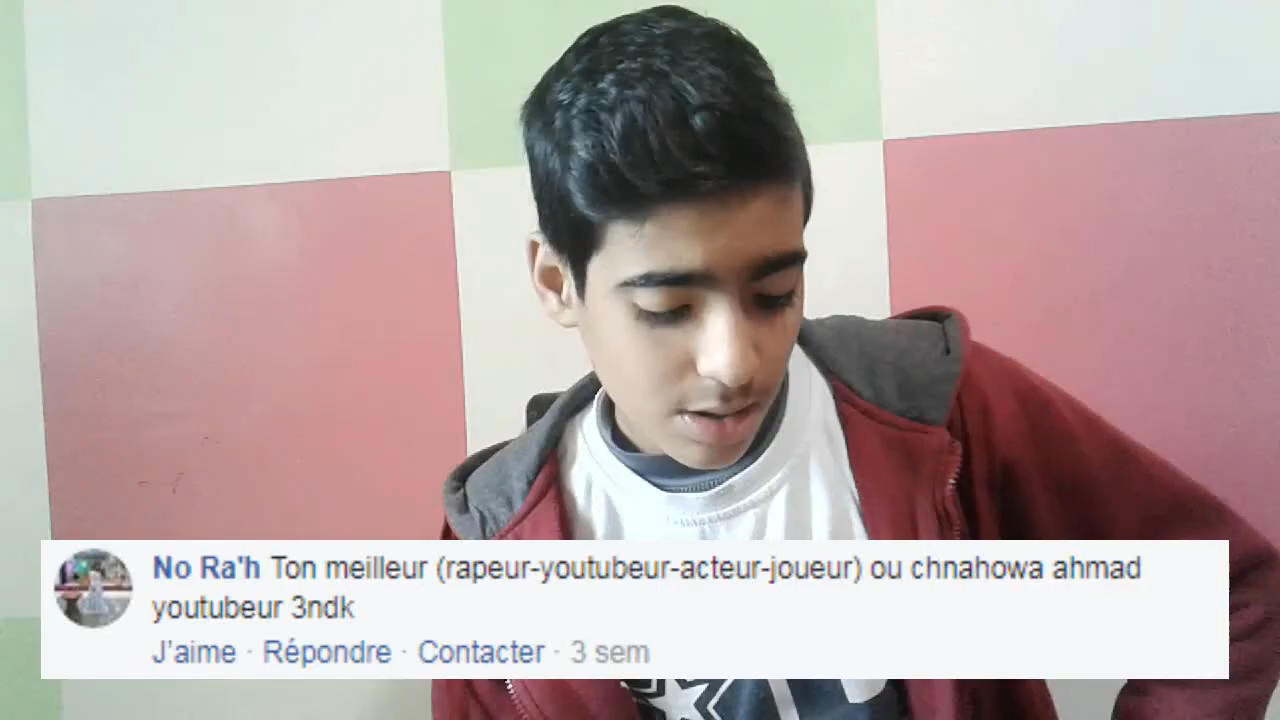 No Ra'h Ton meilleur (rapeur-youtubeur-acteur-joueur) ou chnahowa ahmad
youtubeur 3ndk
J'aime · Répondre · Contacter · 3 sem